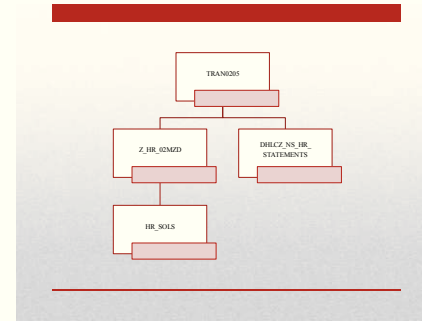 TRAN0205
Z_HR_02MZD
DHLCZ_NS_HR_
STATEMENTS
HR_SOLS